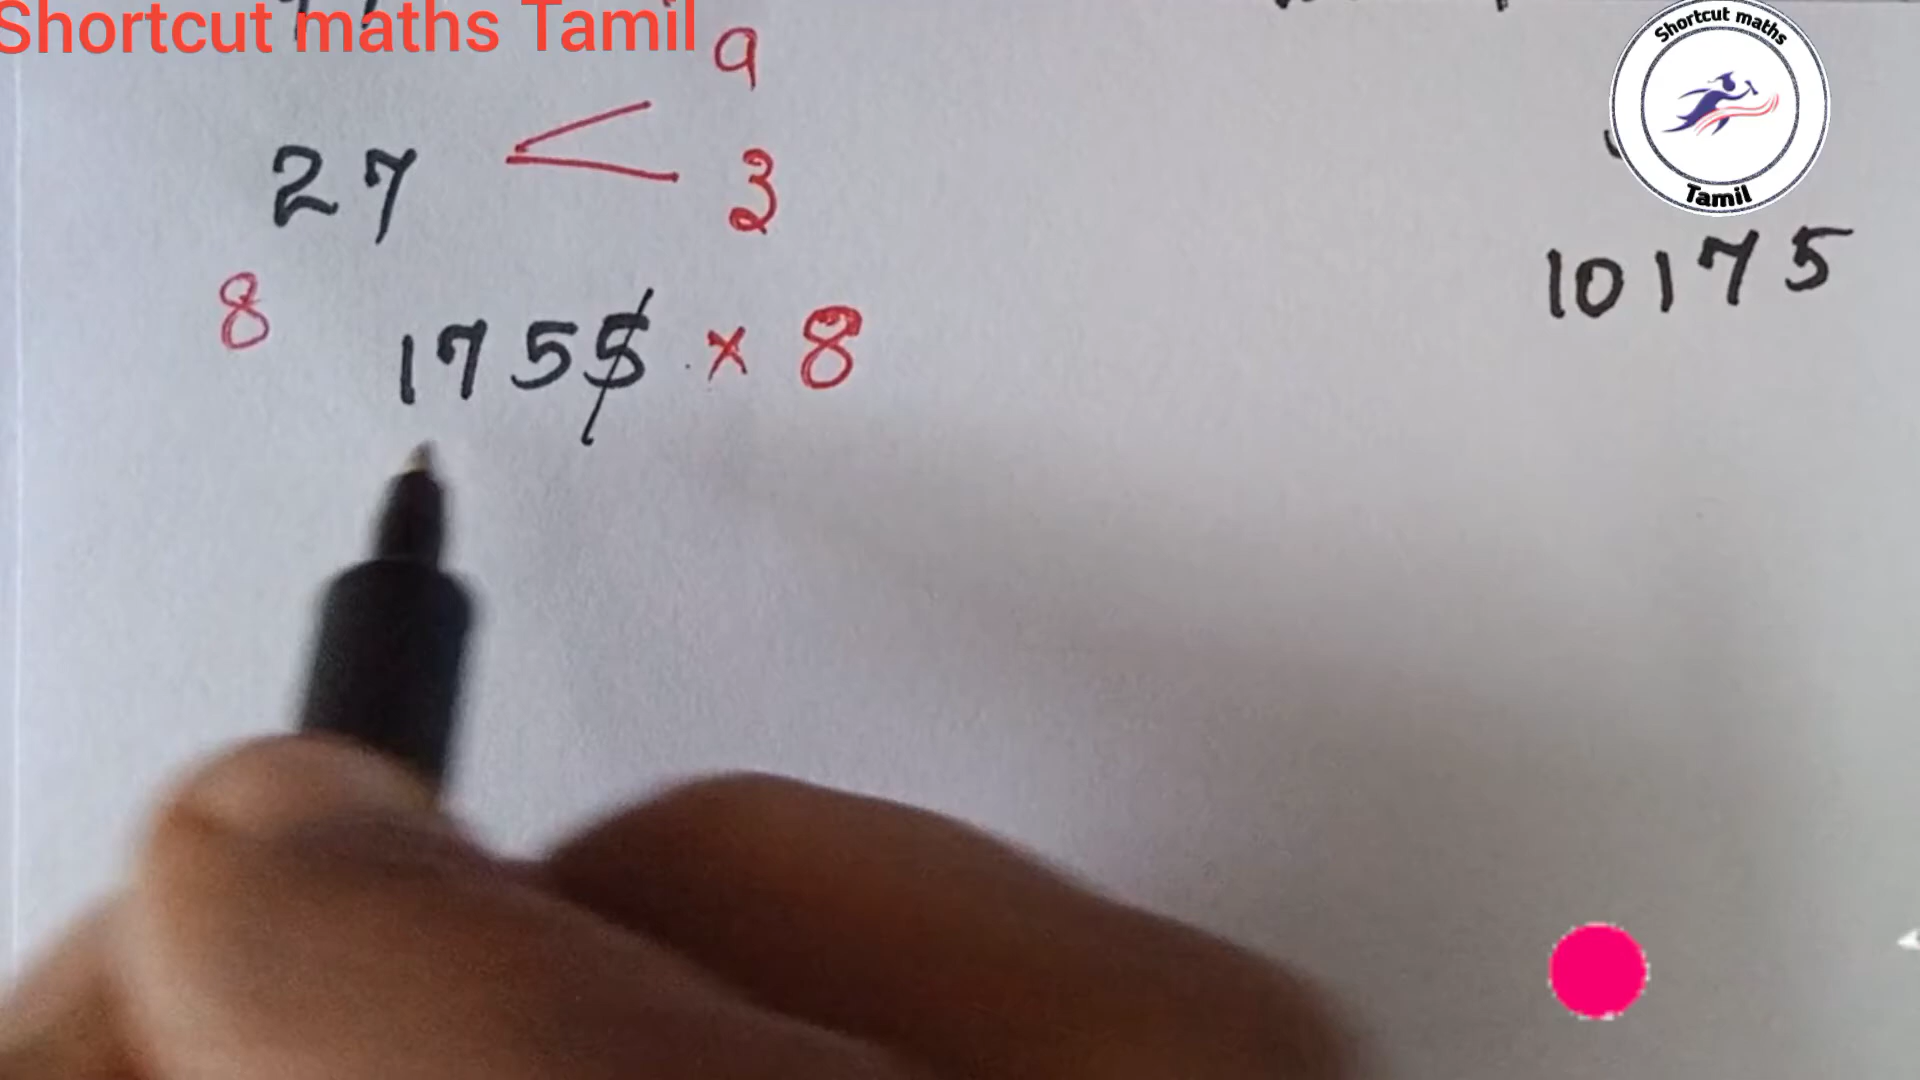 Shortcut maths Tamil
9
27 < 3
8
1755 × 8
Shortcut maths
Tamil
10175